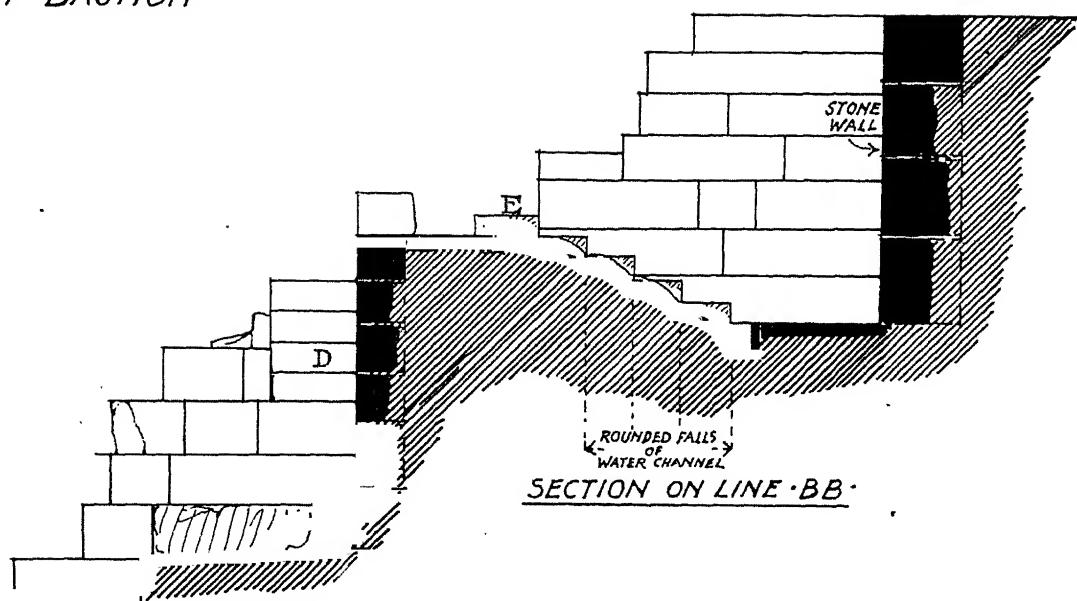 STONE
WALL
E
D
ROUNDED FALLS
OF
WATER CHANNEL
SECTION ON LINE ·BB·